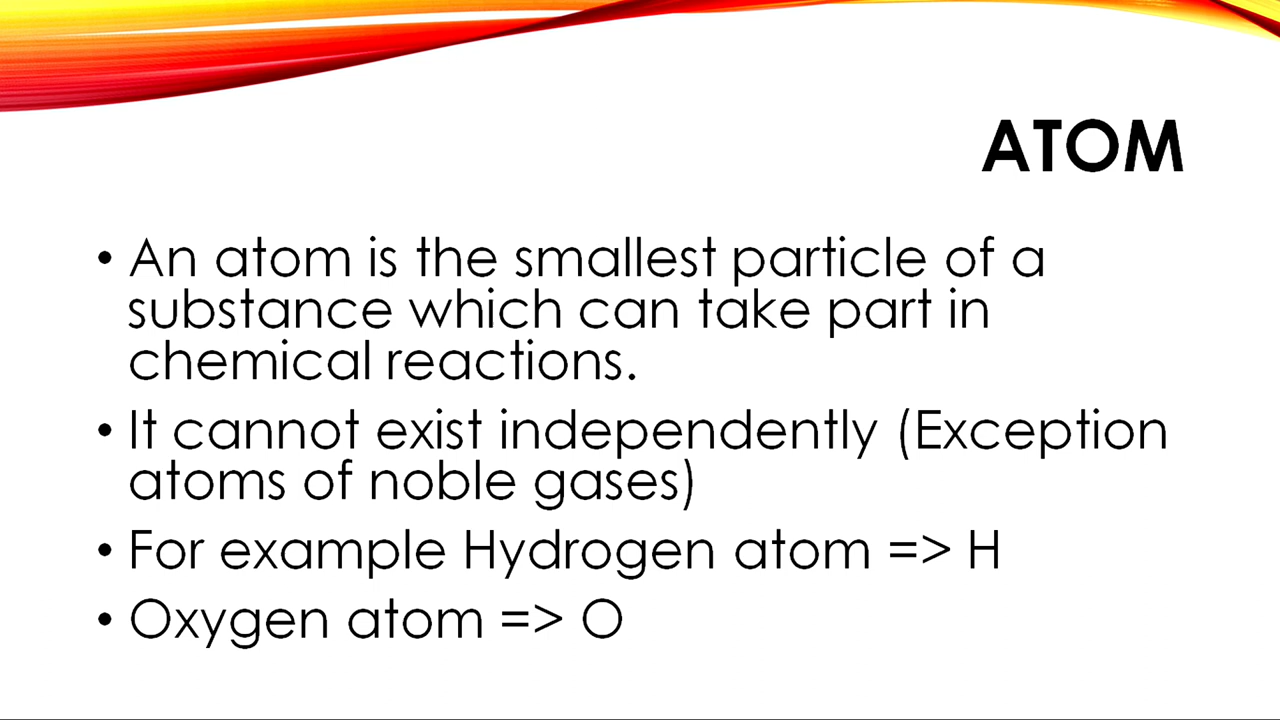 ATOM
• An atom is the smallest particle of a
substance which can take part in
chemical reactions.
• It cannot exist independently (Exception
atoms of noble gases)
• For example Hydrogen atom => H
• Oxygen atom => O